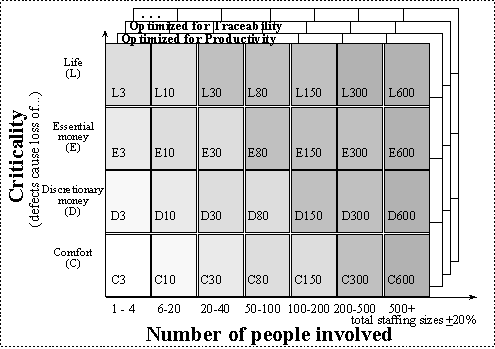 . . .
Optimized for Traceability
Optimized for Productivity
Criticality
(defects cause loss of...)
Life
(L)
L3 L10 L30 L80 L150 L300 L600
Essential
money
(E)
E3 E10 E30 E80 E150 E300 E600
Discretionary
money
(D)
D3 D10 D30 D80 D150 D300 D600
Comfort
(C)
C3 C10 C30 C80 C150 C300 C600
1 - 4 6-20 20-40 50-100 100-200 200-500 500+
total staffing sizes ±20%
Number of people involved